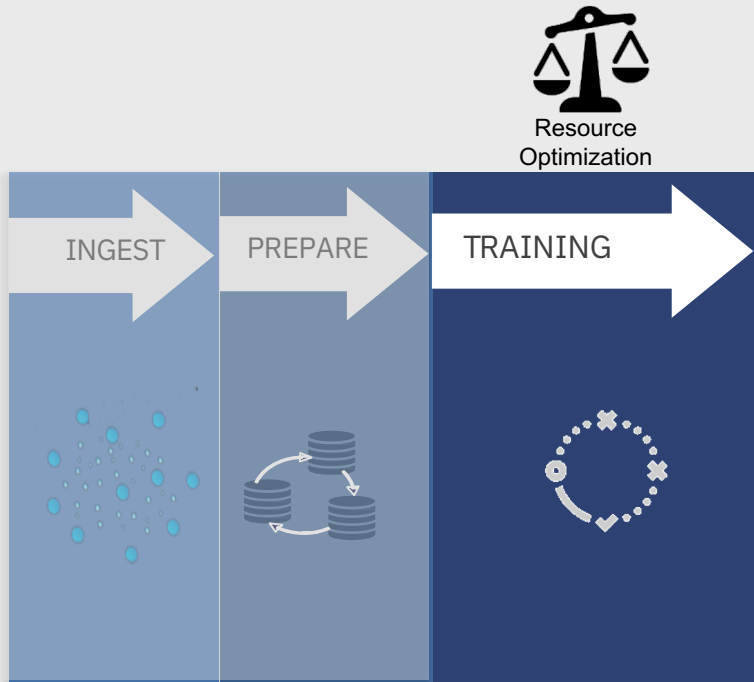 Resource
Optimization
INGEST
PREPARE
TRAINING